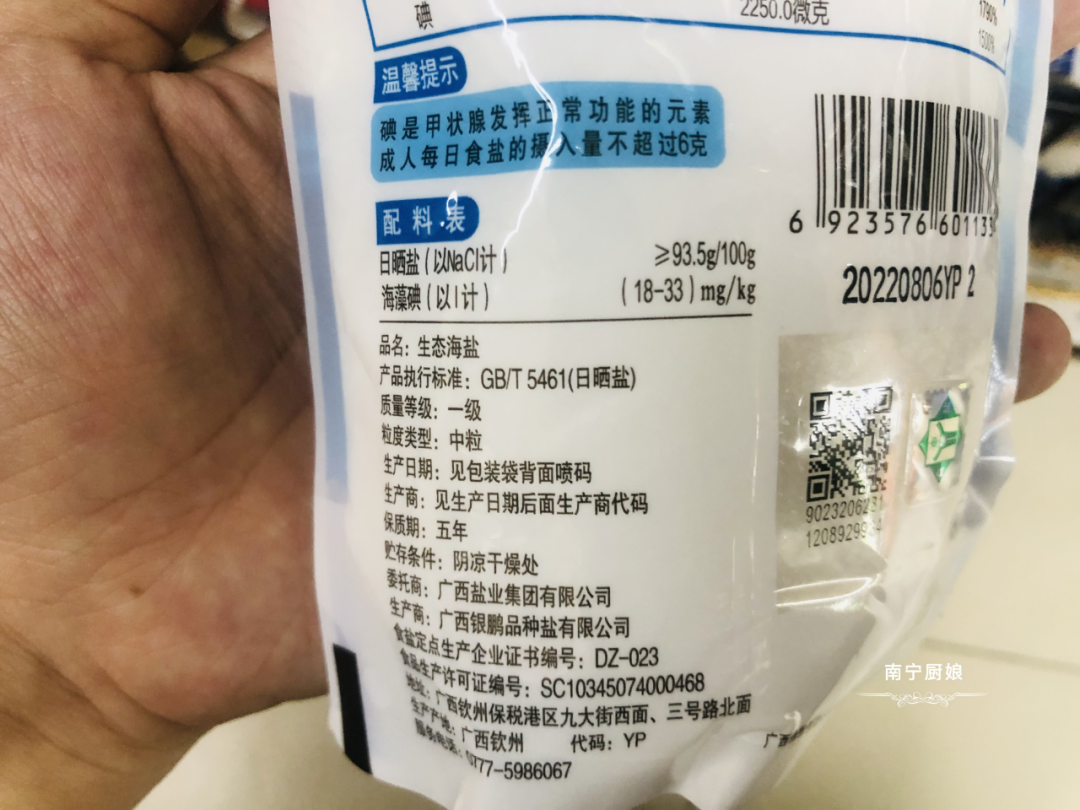 碘 2250.0微克 1500%
温馨提示
碘是甲状腺发挥正常功能的元素
成人每日食盐的摄入量不超过6克
配料表
日晒盐(以NaCl计) ≥93.5g/100g
海藻碘(以I计) (18-33)mg/kg
6 923576 601133
20220806YP 2
品名：生态海盐
产品执行标准：GB/T 5461(日晒盐)
质量等级：一级
粒度类型：中粒
生产日期：见包装袋背面喷码
生产商：见生产日期后面生产商代码
保质期：五年
贮存条件：阴凉干燥处
委托商：广西盐业集团有限公司
生产商：广西银鹏品种盐有限公司
食盐定点生产企业证书编号：DZ-023
食品生产许可证编号：SC10345074000468
地址：广西钦州保税港区九大街西面、三号路北面
生产产地：广西钦州 代码：YP
服务电话：0777-5986067
南宁厨娘